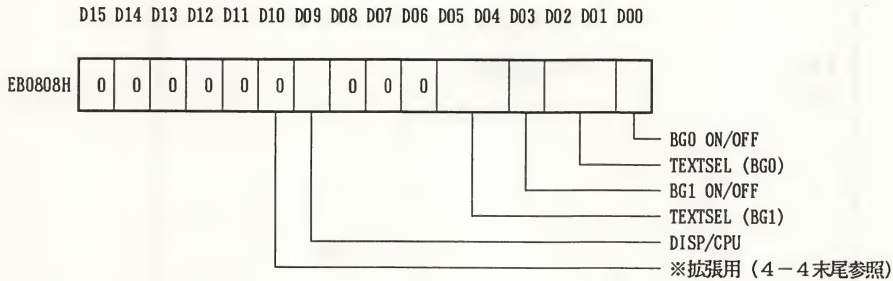 D15 D14 D13 D12 D11 D10 D09 D08 D07 D06 D05 D04 D03 D02 D01 D00
EB0808H 0 0 0 0 0 0 0 0 0
BG0 ON/OFF
TEXTSEL (BG0)
BG1 ON/OFF
TEXTSEL (BG1)
DISP/CPU
※拡張用（4－4末尾参照）